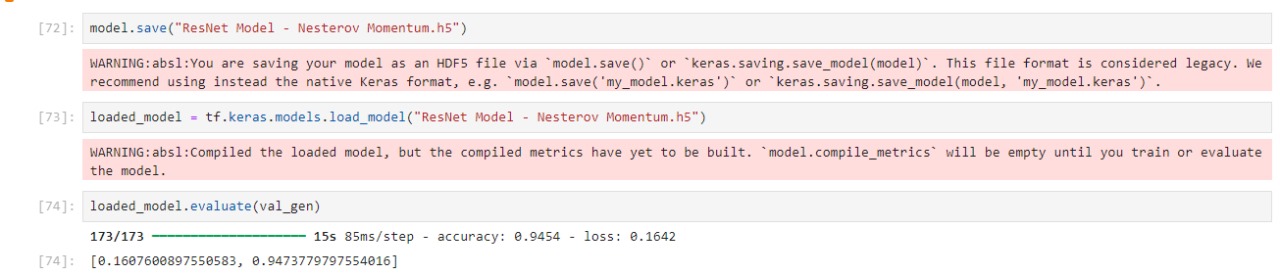 [72]: model.save("ResNet Model - Nesterov Momentum.h5")
WARNING:absl:You are saving your model as an HDF5 file via `model.save()` or `keras.saving.save_model(model)`. This file format is considered legacy. We
recommend using instead the native Keras format, e.g. `model.save('my_model.keras')` or `keras.saving.save_model(model, 'my_model.keras')`.
[73]: loaded_model = tf.keras.models.load_model("ResNet Model - Nesterov Momentum.h5")
WARNING:absl:Compiled the loaded model, but the compiled metrics have yet to be built. `model.compile_metrics` will be empty until you train or evaluate
the model.
[74]: loaded_model.evaluate(val_gen)
173/173 ━━━━━━━━━━━━━━━━━━━━ 15s 85ms/step - accuracy: 0.9454 - loss: 0.1642
[74]: [0.1607600897550583, 0.9473779797554016]